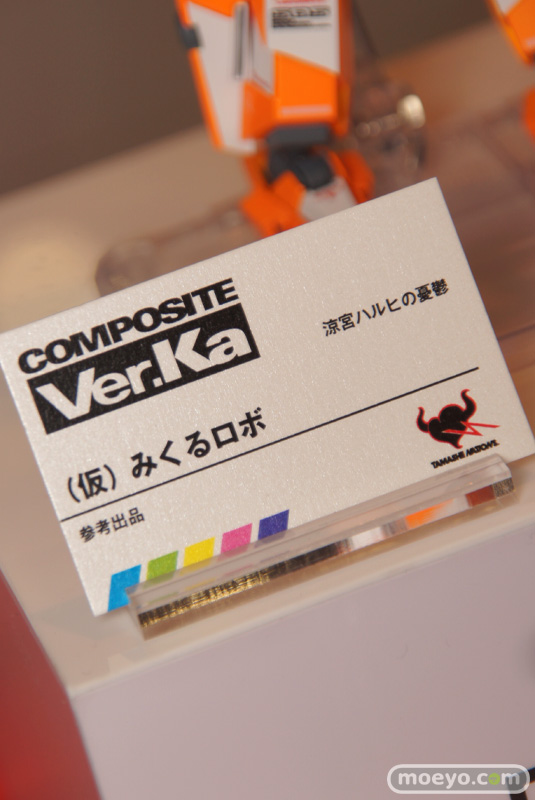 COMPOSITE
Ver.Ka
涼宮ハルヒの憂鬱
（仮）みくるロボ
TAMASHII NATIONS
参考出品
moeyo.com